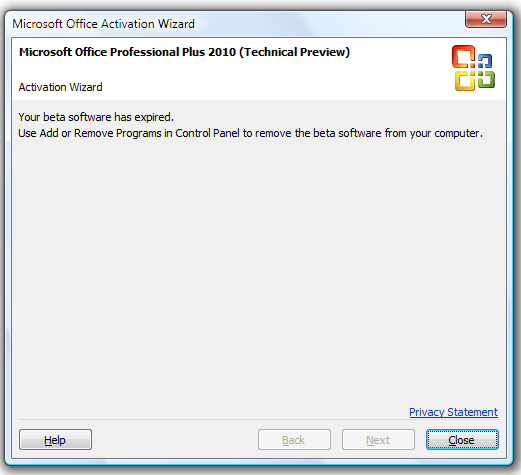 Microsoft Office Activation Wizard
Microsoft Office Professional Plus 2010 (Technical Preview)
Activation Wizard
Your beta software has expired.
Use Add or Remove Programs in Control Panel to remove the beta software from your computer.
Privacy Statement
Help Back Next Close